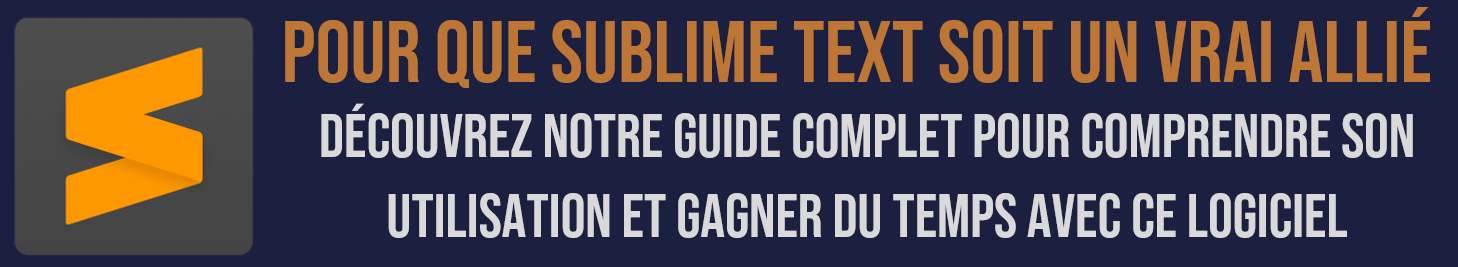 POUR QUE SUBLIME TEXT SOIT UN VRAI ALLIÉ
DÉCOUVREZ NOTRE GUIDE COMPLET POUR COMPRENDRE SON
UTILISATION ET GAGNER DU TEMPS AVEC CE LOGICIEL